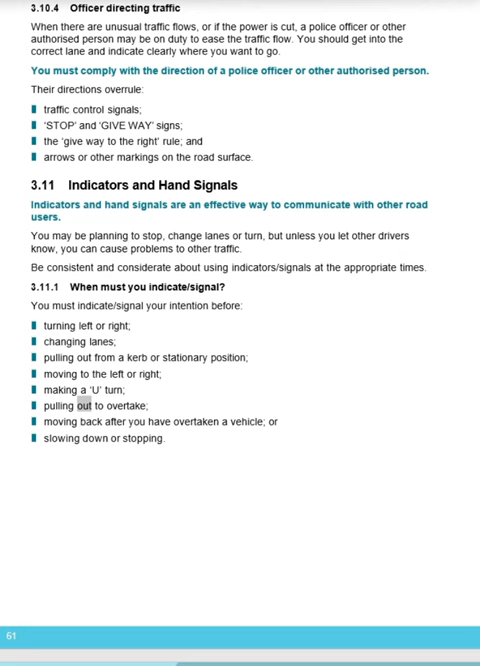 3.10.4 Officer directing traffic
When there are unusual traffic flows, or if the power is cut, a police officer or other
authorised person may be on duty to ease the traffic flow. You should get into the
correct lane and indicate clearly where you want to go.
You must comply with the direction of a police officer or other authorised person.
Their directions overrule:
traffic control signals;
'STOP' and 'GIVE WAY' signs;
the 'give way to the right' rule; and
arrows or other markings on the road surface.
3.11 Indicators and Hand Signals
Indicators and hand signals are an effective way to communicate with other road
users.
You may be planning to stop, change lanes or turn, but unless you let other drivers
know, you can cause problems to other traffic.
Be consistent and considerate about using indicators/signals at the appropriate times.
3.11.1 When must you indicate/signal?
You must indicate/signal your intention before:
turning left or right;
changing lanes;
pulling out from a kerb or stationary position;
moving to the left or right;
making a 'U' turn;
pulling out to overtake;
moving back after you have overtaken a vehicle; or
slowing down or stopping.
61